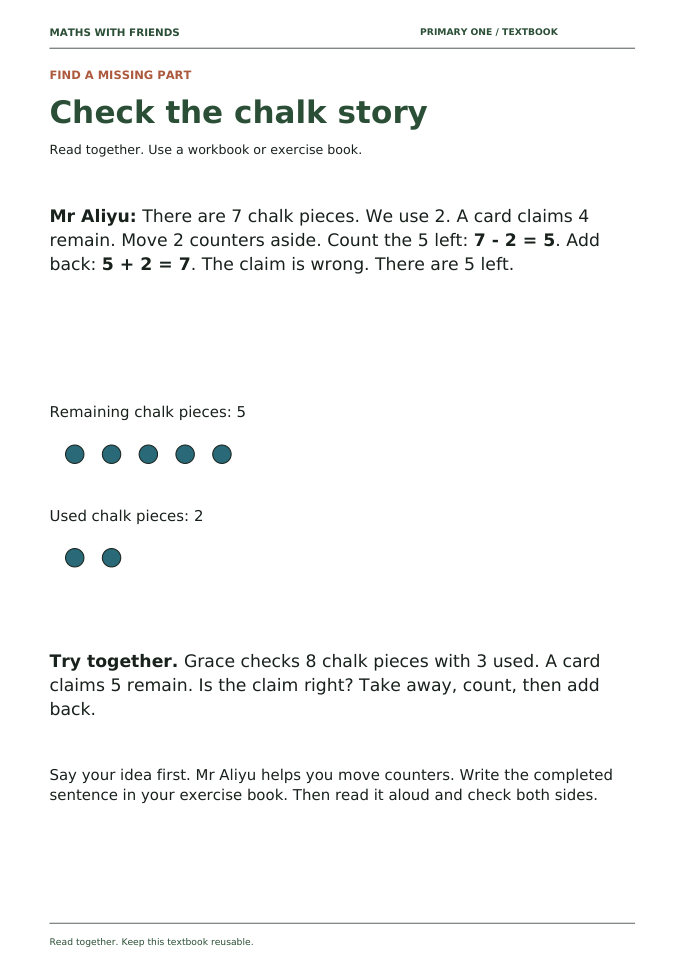 MATHS WITH FRIENDS
PRIMARY ONE / TEXTBOOK
FIND A MISSING PART
Check the chalk story
Read together. Use a workbook or exercise book.
Mr Aliyu: There are 7 chalk pieces. We use 2. A card claims 4
remain. Move 2 counters aside. Count the 5 left: 7 - 2 = 5. Add
back: 5 + 2 = 7. The claim is wrong. There are 5 left.
Remaining chalk pieces: 5
Used chalk pieces: 2
Try together. Grace checks 8 chalk pieces with 3 used. A card
claims 5 remain. Is the claim right? Take away, count, then add
back.
Say your idea first. Mr Aliyu helps you move counters. Write the completed
sentence in your exercise book. Then read it aloud and check both sides.
Read together. Keep this textbook reusable.